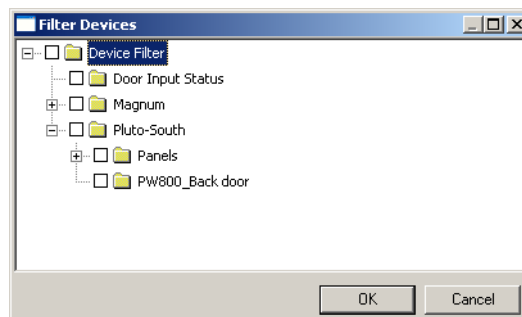 Filter Devices
Device Filter
Door Input Status
Magnum
Pluto-South
Panels
PW800_Back door
OK Cancel